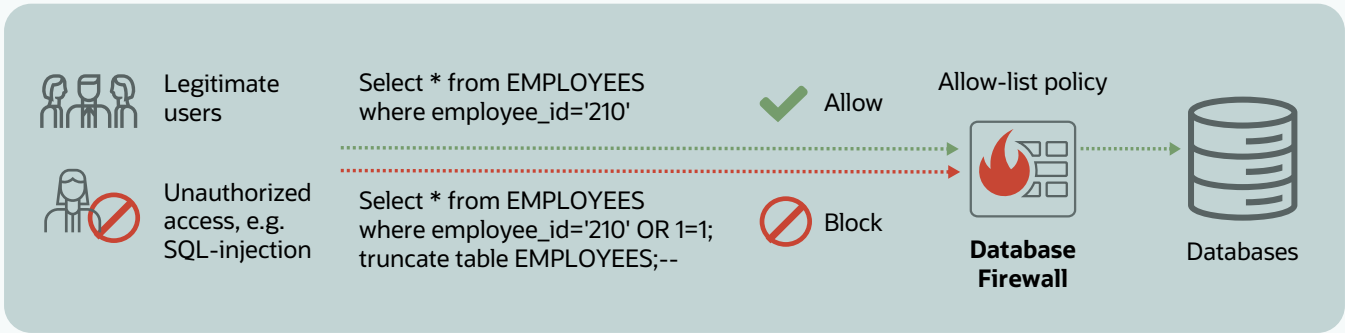 Legitimate
users
Select * from EMPLOYEES
where employee_id='210'
Allow
Allow-list policy
Unauthorized
access, e.g.
SQL-injection
Select * from EMPLOYEES
where employee_id='210' OR 1=1;
truncate table EMPLOYEES;--
Block
Database
Firewall
Databases